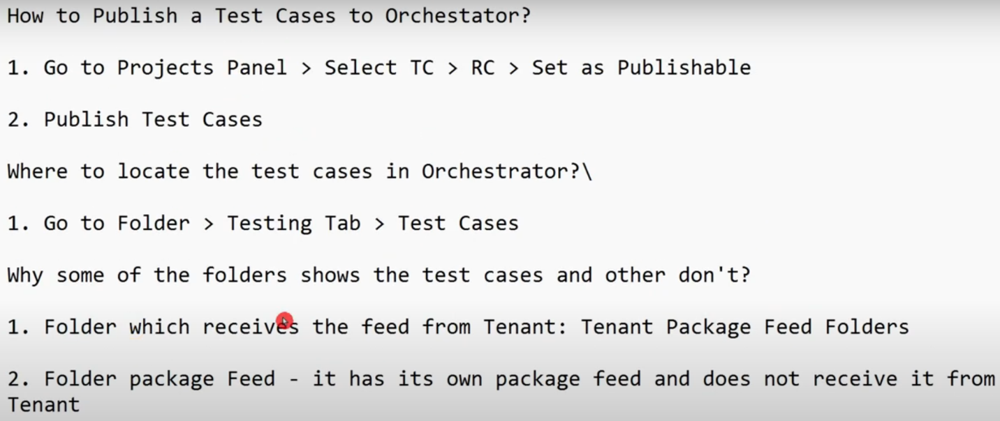 How to Publish a Test Cases to Orchestator?
1. Go to Projects Panel > Select TC > RC > Set as Publishable
2. Publish Test Cases
Where to locate the test cases in Orchestrator?\
1. Go to Folder > Testing Tab > Test Cases
Why some of the folders shows the test cases and other don't?
1. Folder which receives the feed from Tenant: Tenant Package Feed Folders
2. Folder package Feed - it has its own package feed and does not receive it from
Tenant